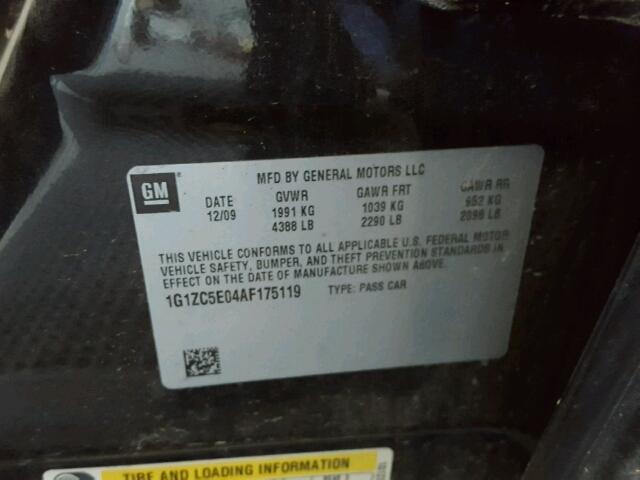 GM
MFD BY GENERAL MOTORS LLC
DATE GVWR GAWR FRT GAWR RR
12/09 1991 KG 1039 KG 952 KG
4388 LB 2290 LB 2098 LB
THIS VEHICLE CONFORMS TO ALL APPLICABLE U.S. FEDERAL MOTOR
VEHICLE SAFETY, BUMPER, AND THEFT PREVENTION STANDARDS IN
EFFECT ON THE DATE OF MANUFACTURE SHOWN ABOVE.
1G1ZC5E04AF175119 TYPE: PASS CAR
TIRE AND LOADING INFORMATION